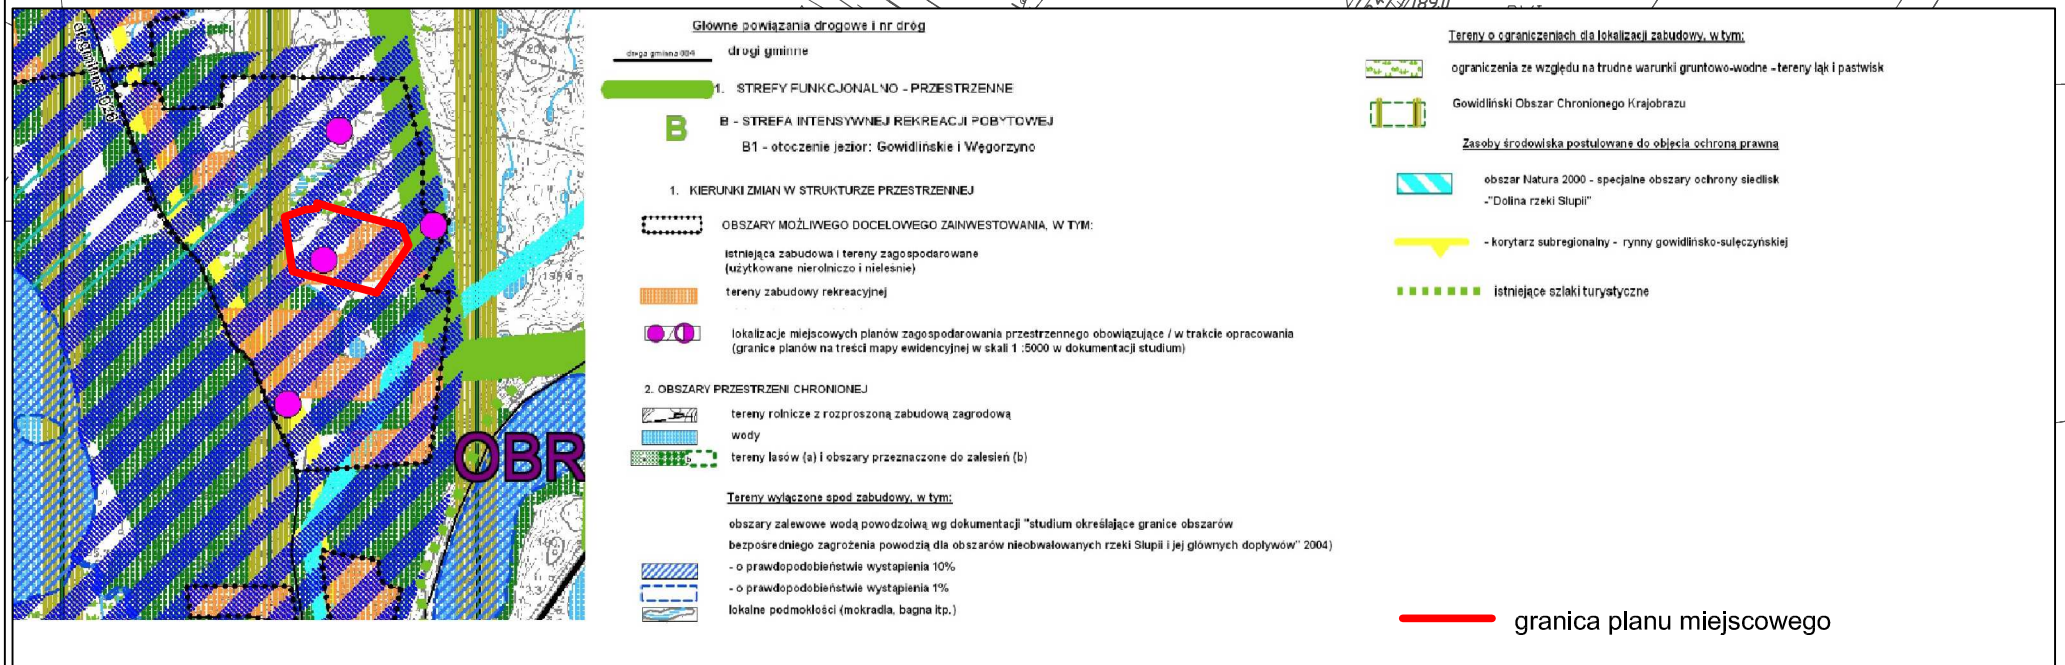 Główne powiązania drogowe i nr dróg
droga gminna 004
drogi gminne
1. STREFY FUNKCJONALNO - PRZESTRZENNE
B
B - STREFA INTENSYWNEJ REKREACJI POBYTOWEJ
B1 - otoczenie jezior: Gowidlińskie i Węgorzyno
1. KIERUNKI ZMIAN W STRUKTURZE PRZESTRZENNEJ
OBSZARY MOŻLIWEGO DOCELOWEGO ZAINWESTOWANIA, W TYM:
istniejąca zabudowa i tereny zagospodarowane
(użytkowane nierolniczo i nieleśnie)
tereny zabudowy rekreacyjnej
lokalizacje miejscowych planów zagospodarowania przestrzennego obowiązujące / w trakcie opracowania
(granice planów na treści mapy ewidencyjnej w skali 1 :5000 w dokumentacji studium)
2. OBSZARY PRZESTRZENI CHRONIONEJ
tereny rolnicze z rozproszoną zabudową zagrodową
wody
tereny lasów (a) i obszary przeznaczone do zalesień (b)
Tereny wyłączone spod zabudowy, w tym:
obszary zalewowe wodą powodzoiwą wg dokumentacji "studium określające granice obszarów
bezpośredniego zagrożenia powodzią dla obszarów nieobwałowanych rzeki Słupii i jej głównych dopływów" 2004)
- o prawdopodobieństwie wystąpienia 10%
- o prawdopodobieństwie wystąpienia 1%
lokalne podmokłości (mokradła, bagna itp.)
Tereny o ograniczeniach dla lokalizacji zabudowy, w tym:
ograniczenia ze względu na trudne warunki gruntowo-wodne - tereny łąk i pastwisk
Gowidliński Obszar Chronionego Krajobrazu
Zasoby środowiska postulowane do objęcia ochroną prawną
obszar Natura 2000 - specjalne obszary ochrony siedlisk
-"Dolina rzeki Słupii"
- korytarz subregionalny - rynny gowidlińsko-sulęczyńskiej
istniejące szlaki turystyczne
granica planu miejscowego
OBR